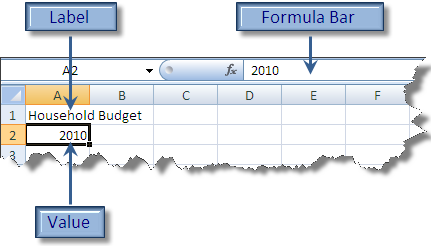 Label Formula Bar
A2 fx 2010
A B C D E F
1 Household Budget
2 2010
3
Value